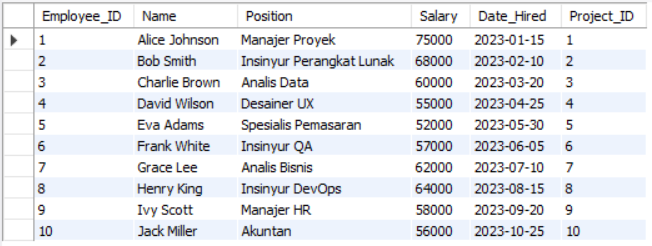 Employee_ID Name Position Salary Date_Hired Project_ID
1 Alice Johnson Manajer Proyek 75000 2023-01-15 1
2 Bob Smith Insinyur Perangkat Lunak 68000 2023-02-10 2
3 Charlie Brown Analis Data 60000 2023-03-20 3
4 David Wilson Desainer UX 55000 2023-04-25 4
5 Eva Adams Spesialis Pemasaran 52000 2023-05-30 5
6 Frank White Insinyur QA 57000 2023-06-05 6
7 Grace Lee Analis Bisnis 62000 2023-07-10 7
8 Henry King Insinyur DevOps 64000 2023-08-15 8
9 Ivy Scott Manajer HR 58000 2023-09-20 9
10 Jack Miller Akuntan 56000 2023-10-25 10